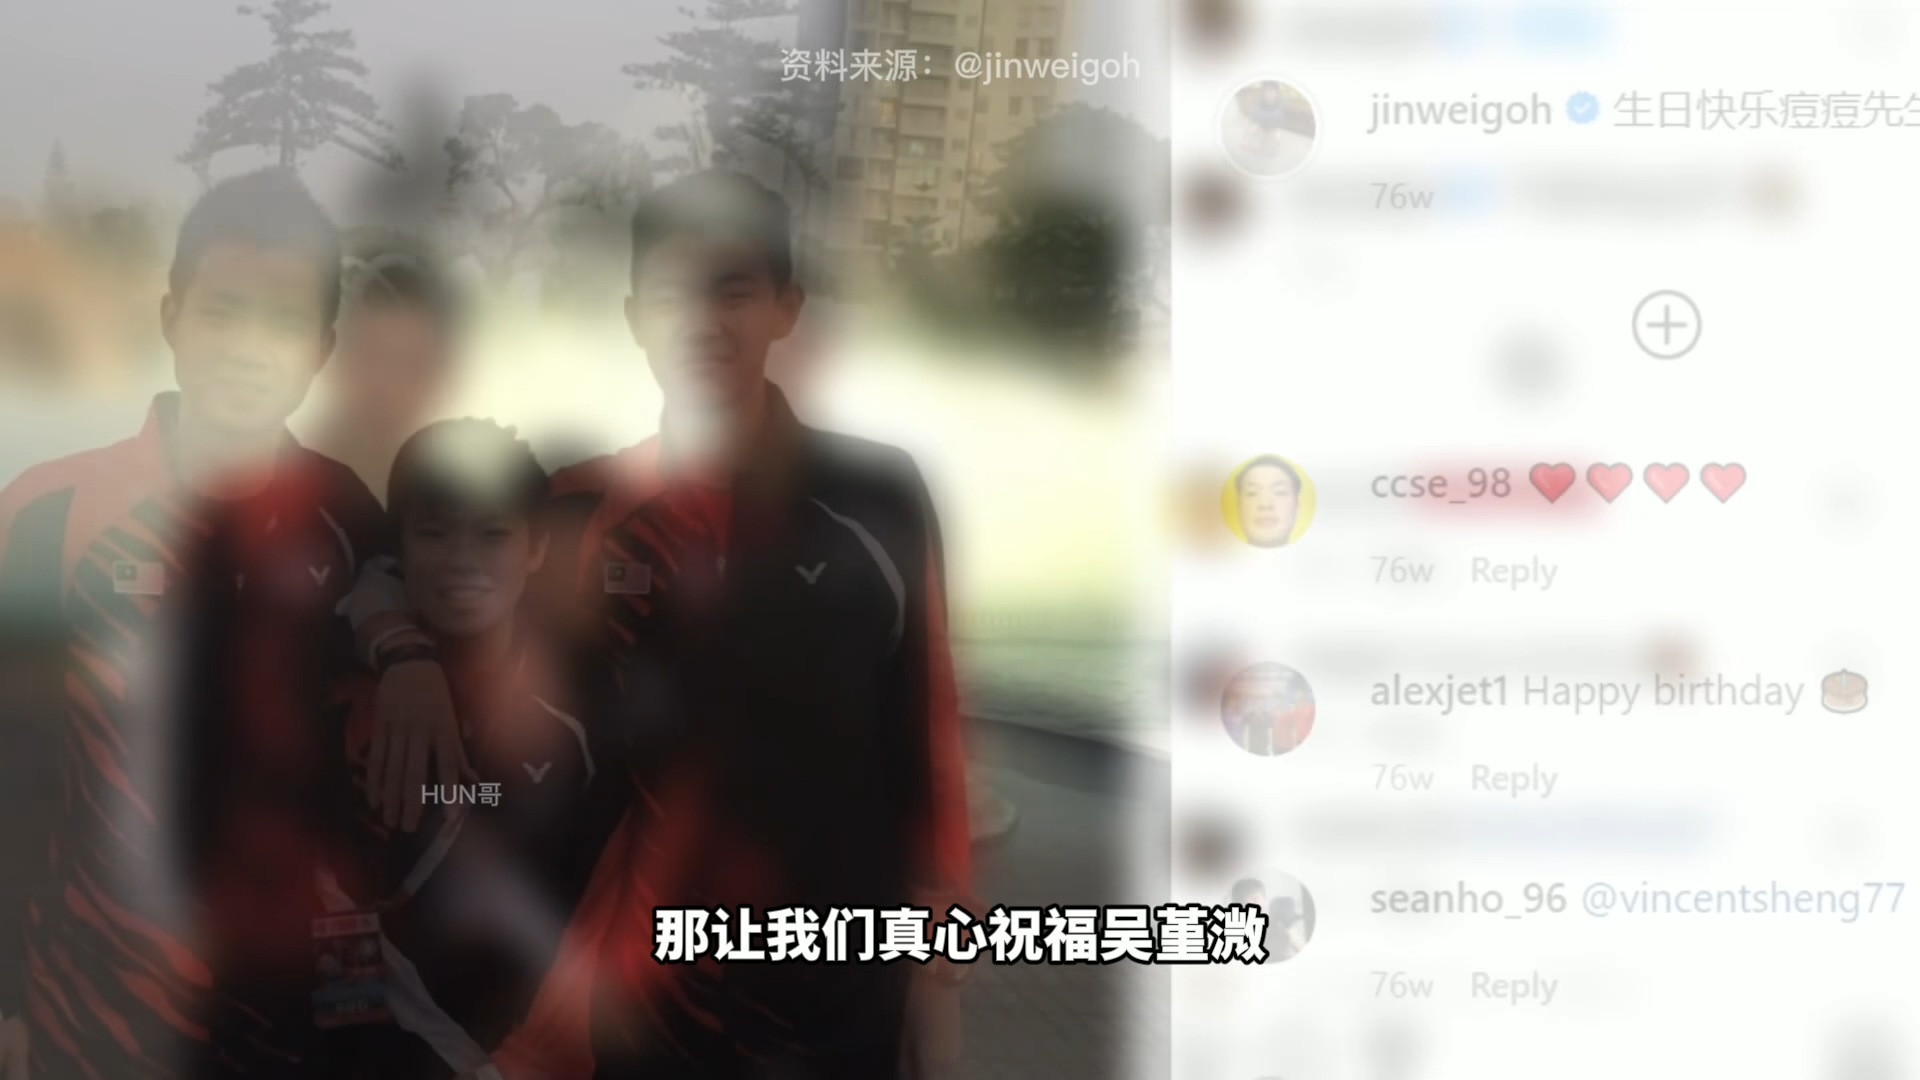 资料来源：@jinweigoh
jinweigoh 生日快乐痘痘先生
76w
ccse_98 ❤️❤️❤️❤️
76w Reply
alexjet1 Happy birthday 🎂
76w Reply
HUN哥
seanho_96 @vincentsheng77
那让我们真心祝福吴堇溦
76w Reply